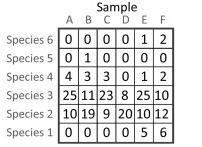 Sample
A B C D E F
Species 6 0 0 0 0 1 2
Species 5 0 1 0 0 0 0
Species 4 4 3 3 0 1 2
Species 3 25 11 23 8 25 10
Species 2 10 19 9 20 10 12
Species 1 0 0 0 0 5 6